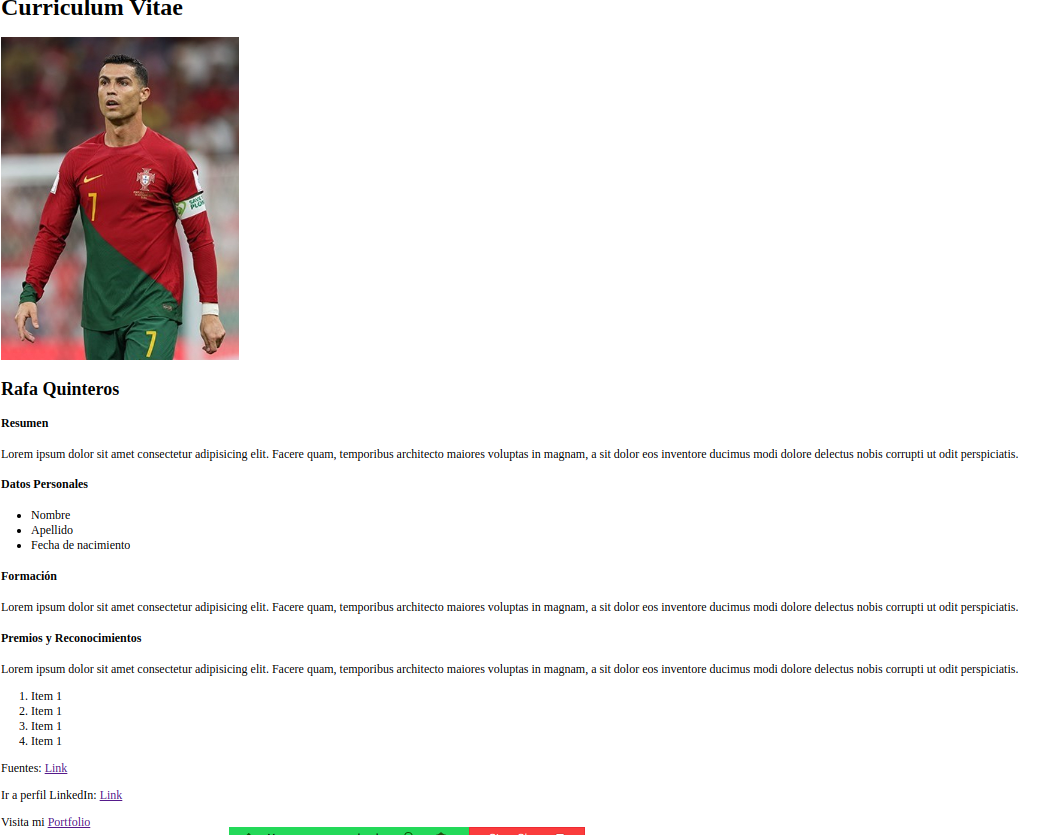 Curriculum Vitae
7
7
Rafa Quinteros
Resumen
Lorem ipsum dolor sit amet consectetur adipisicing elit. Facere quam, temporibus architecto maiores voluptas in magnam, a sit dolor eos inventore ducimus modi dolore delectus nobis corrupti ut odit perspiciatis.
Datos Personales
• Nombre
• Apellido
• Fecha de nacimiento
Formación
Lorem ipsum dolor sit amet consectetur adipisicing elit. Facere quam, temporibus architecto maiores voluptas in magnam, a sit dolor eos inventore ducimus modi dolore delectus nobis corrupti ut odit perspiciatis.
Premios y Reconocimientos
Lorem ipsum dolor sit amet consectetur adipisicing elit. Facere quam, temporibus architecto maiores voluptas in magnam, a sit dolor eos inventore ducimus modi dolore delectus nobis corrupti ut odit perspiciatis.
1. Item 1
2. Item 1
3. Item 1
4. Item 1
Fuentes: Link
Ir a perfil LinkedIn: Link
Visita mi Portfolio